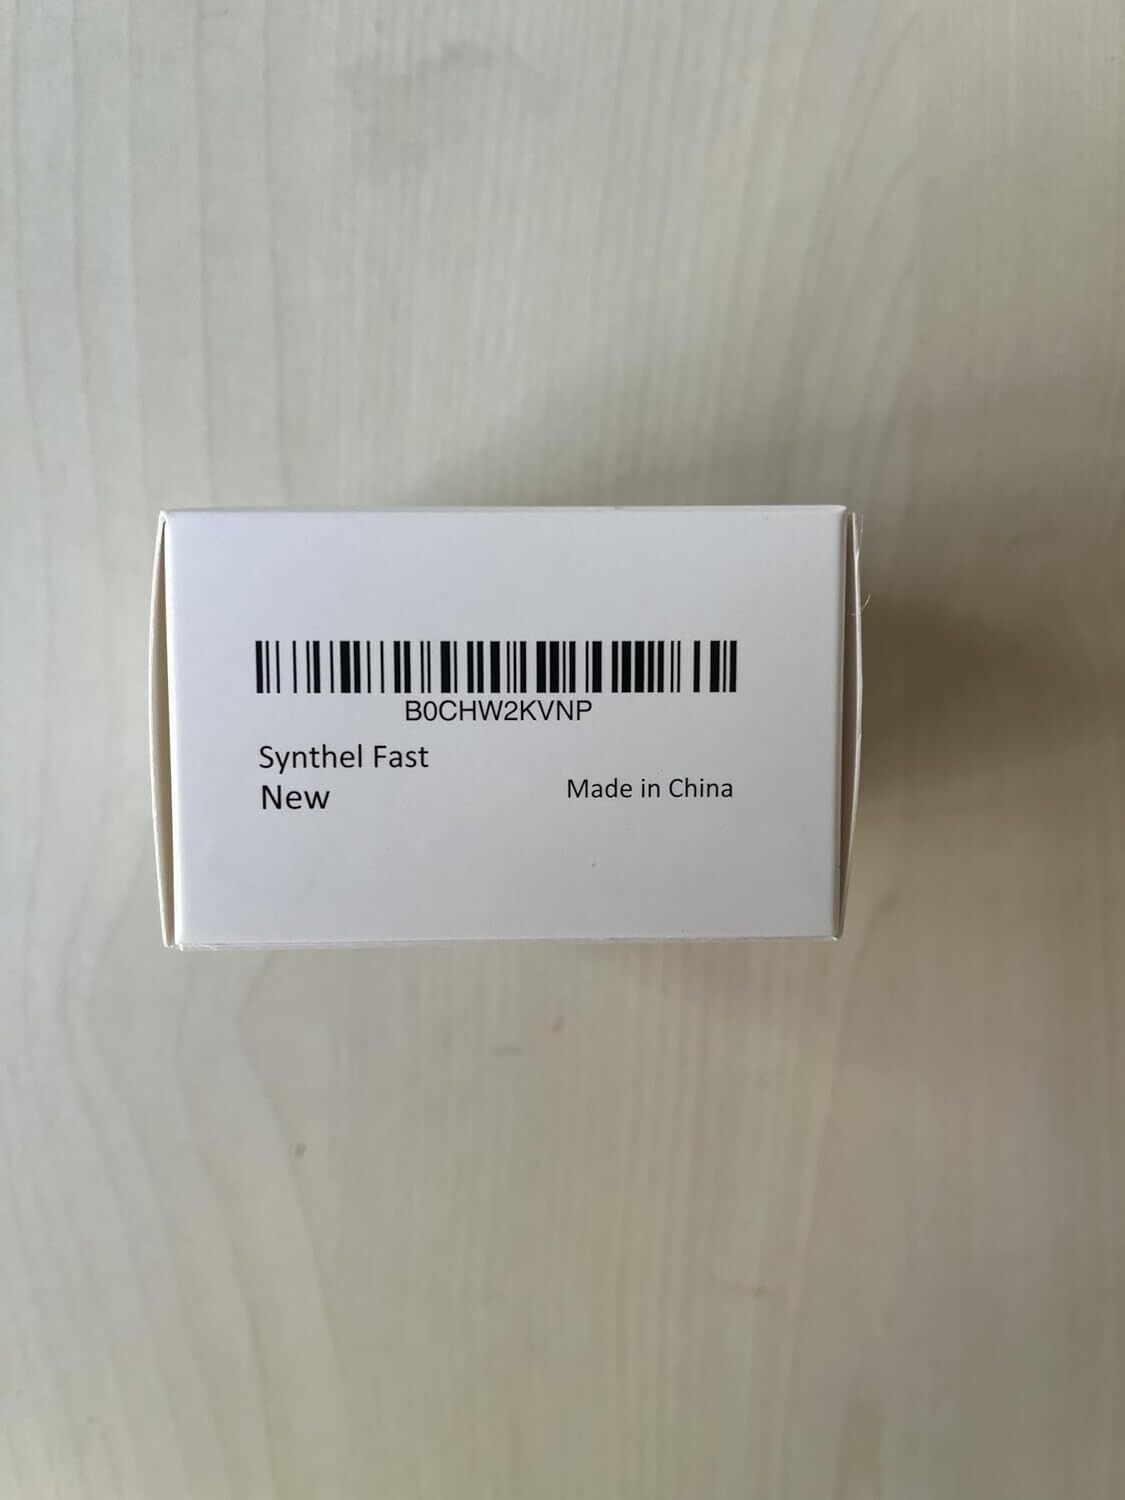 B0CHW2KVNP
Synthel Fast
New
Made in China